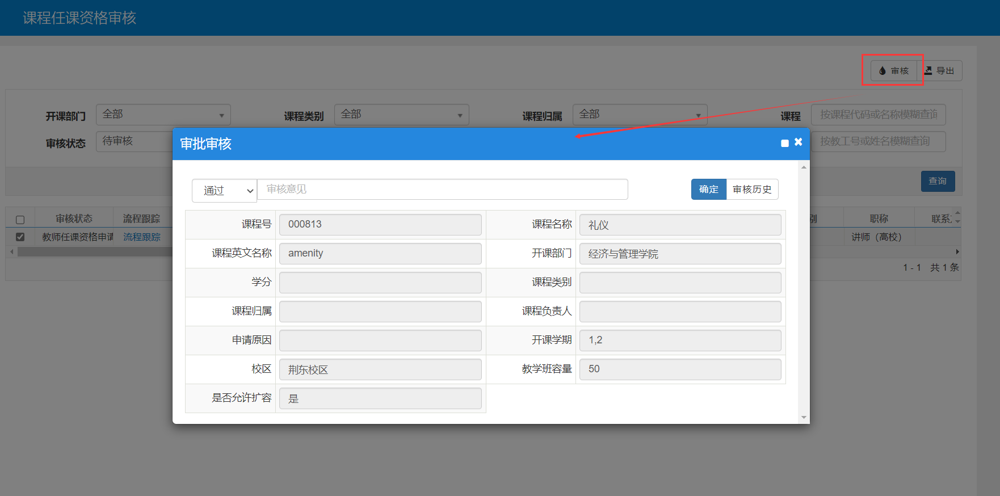 课程任课资格审核
审核 导出
开课部门 全部 课程类别 全部 课程归属 全部 课程 按课程代码或名称模糊查询
审核状态 待审核 按教工号或姓名模糊查询
审批审核
查询
通过 审核意见 确定 审核历史
审核状态 流程跟踪 别 职称 联系
教师任课资格申请 流程跟踪 讲师（高校）
1 - 1 共 1 条
课程号 000813 课程名称 礼仪
课程英文名称 amenity 开课部门 经济与管理学院
学分 课程类别
课程归属 课程负责人
申请原因 开课学期 1,2
校区 荆东校区 教学班容量 50
是否允许扩容 是